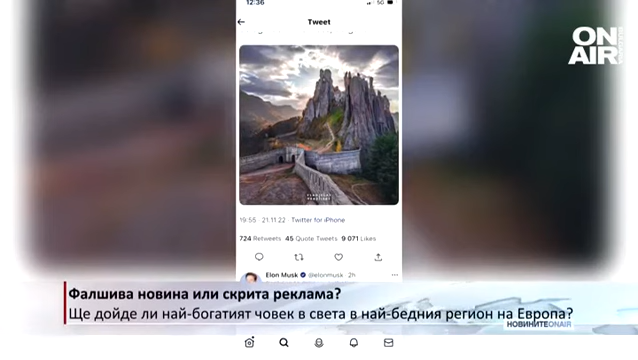 12:36
5G
Tweet
ON
AIR
19:55 · 21.11.22 · Twitter for iPhone
724 Retweets 45 Quote Tweets 9 071 Likes
Elon Musk @elonmusk · 2h
Фалшива новина или скрита реклама?
Ще дойде ли най-богатият човек в света в най-бедния регион на Европа?
НОВИНИТЕ ONAIR